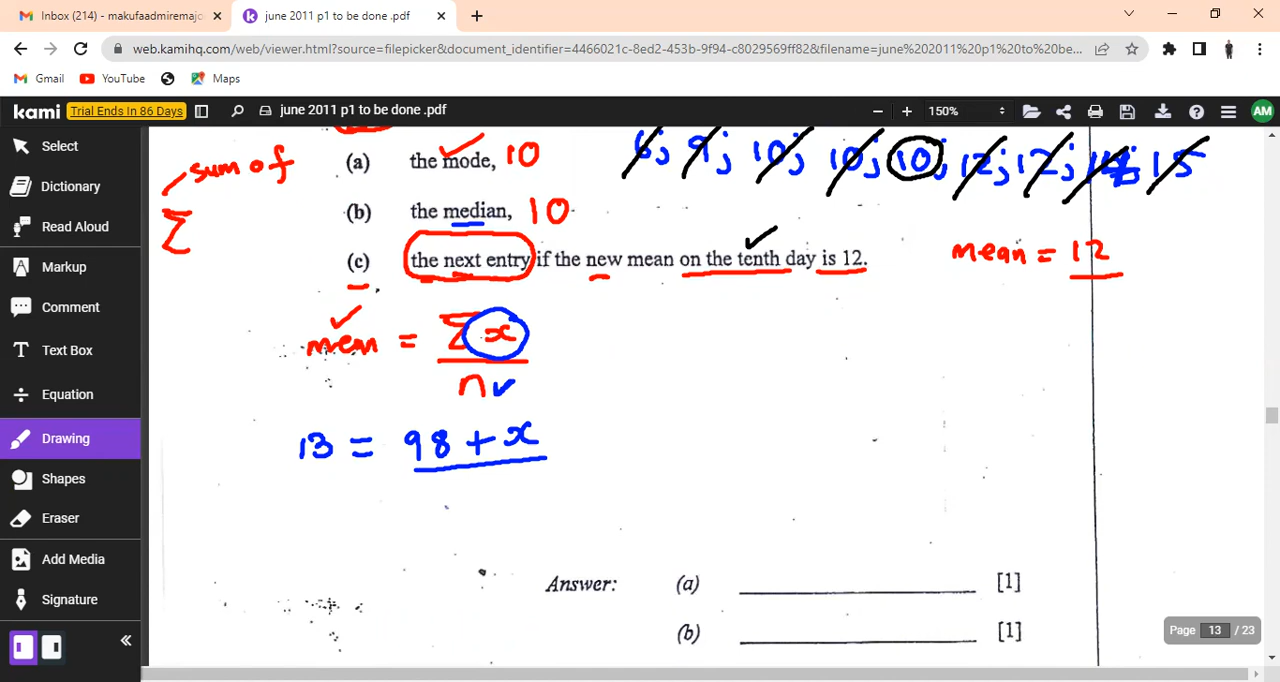 Inbox (214) - makufaadmiremajo
june 2011 p1 to be done .pdf
web.kamihq.com/web/viewer.html?source=filepicker&document_identifier=4466021c-8ed2-453b-9f94-c8029569ff82&filename=june%202011%20p1%20to%20be...
Gmail YouTube Maps
kami Trial Ends In 86 Days june 2011 p1 to be done .pdf 150% AM
Select
Dictionary
Read Aloud
Markup
Comment
Text Box
Equation
Drawing
Shapes
Eraser
Add Media
Signature
sum of
Σ
6; 9; 10; 10; 10; 12; 12; 15
(a) the mode, 10
(b) the median, 10
(c) the next entry if the new mean on the tenth day is 12.
mean = 12
mean = Σx
n
13 = 98 + x
Answer: (a) [1]
(b) [1]
Page 13 / 23